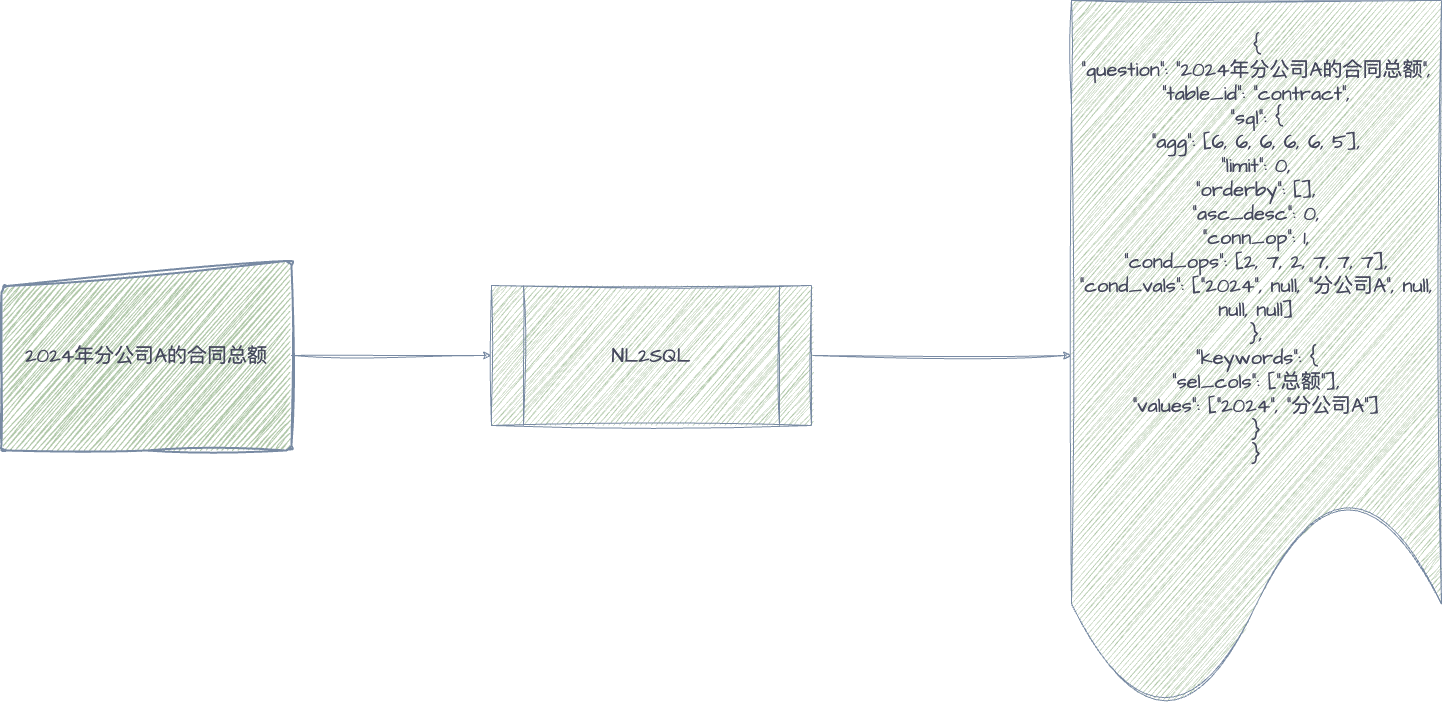 2024年分公司A的合同总额
NL2SQL
{
"question": "2024年分公司A的合同总额",
"table_id": "contract",
"sql": {
"agg": [6, 6, 6, 6, 6, 5],
"limit": 0,
"orderby": [],
"asc_desc": 0,
"conn_op": 1,
"cond_ops": [2, 7, 2, 7, 7, 7],
"cond_vals": ["2024", null, "分公司A", null,
null, null]
},
"keywords": {
"sel_cols": ["总额"],
"values": ["2024", "分公司A"]
}
}